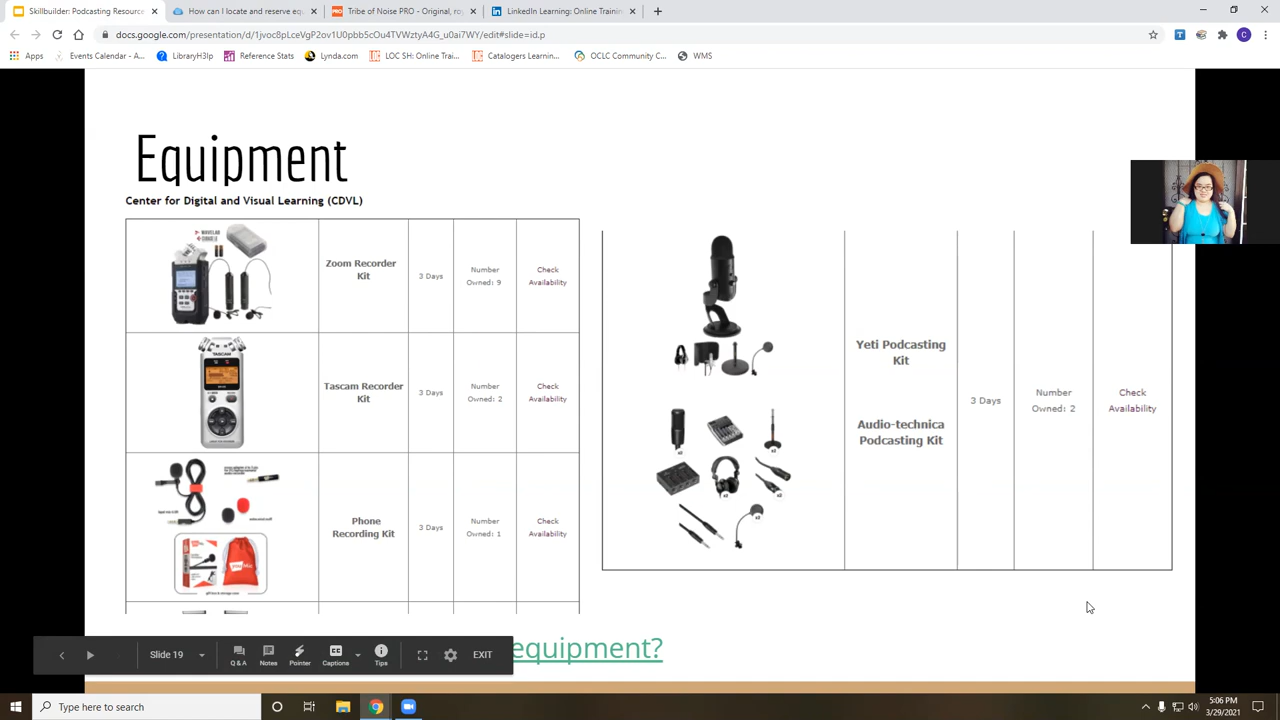 Skillbuilder: Podcasting Resourc
How can I locate and reserve equ
Tribe of Noise PRO - Original, roy
LinkedIn Learning: Online Training
docs.google.com/presentation/d/1jvoc8pLceVgP2ov1U0pbb5cOu4TVWztyA4G_u0ai7WY/edit#slide=id.p
C
Apps
Events Calendar - A...
LibraryH3lp
Reference Stats
Lynda.com
LOC SH: Online Trai...
Catalogers Learnin...
OCLC Community C...
WMS
Equipment
Center for Digital and Visual Learning (CDVL)
Zoom Recorder
Kit
3 Days
Number
Owned: 9
Check
Availability
TASCAM
Tascam Recorder
Kit
3 Days
Number
Owned: 2
Check
Availability
Phone
Recording Kit
3 Days
Number
Owned: 1
Check
Availability
Yeti Podcasting
Kit
Audio-technica
Podcasting Kit
3 Days
Number
Owned: 2
Check
Availability
equipment?
Slide 19
Q & A
Notes
Pointer
Captions
Tips
EXIT
Type here to search
5:06 PM
3/29/2021